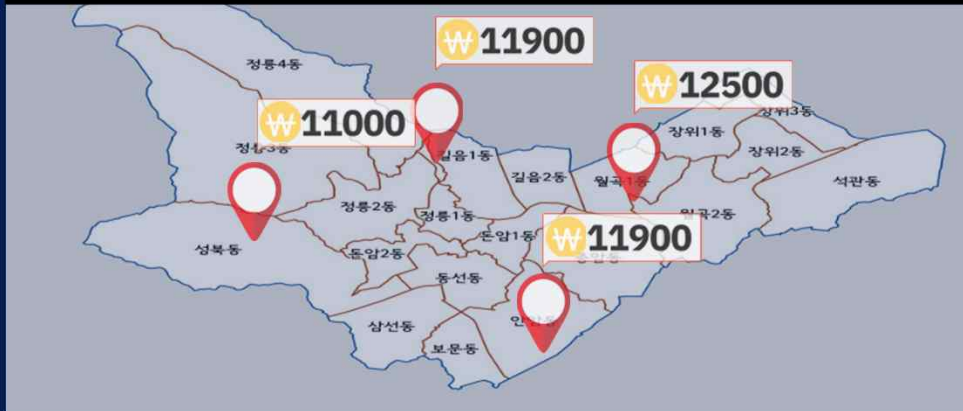 ₩11900
정릉4동
₩12500
장위3동
₩11000
장위1동
정릉3동
장위2동
길음1동
길음2동
월곡1동
석관동
정릉2동
정릉1동
월곡2동
돈암1동
₩11900
성북동
돈암2동
종암동
동선동
안암동
삼선동
보문동